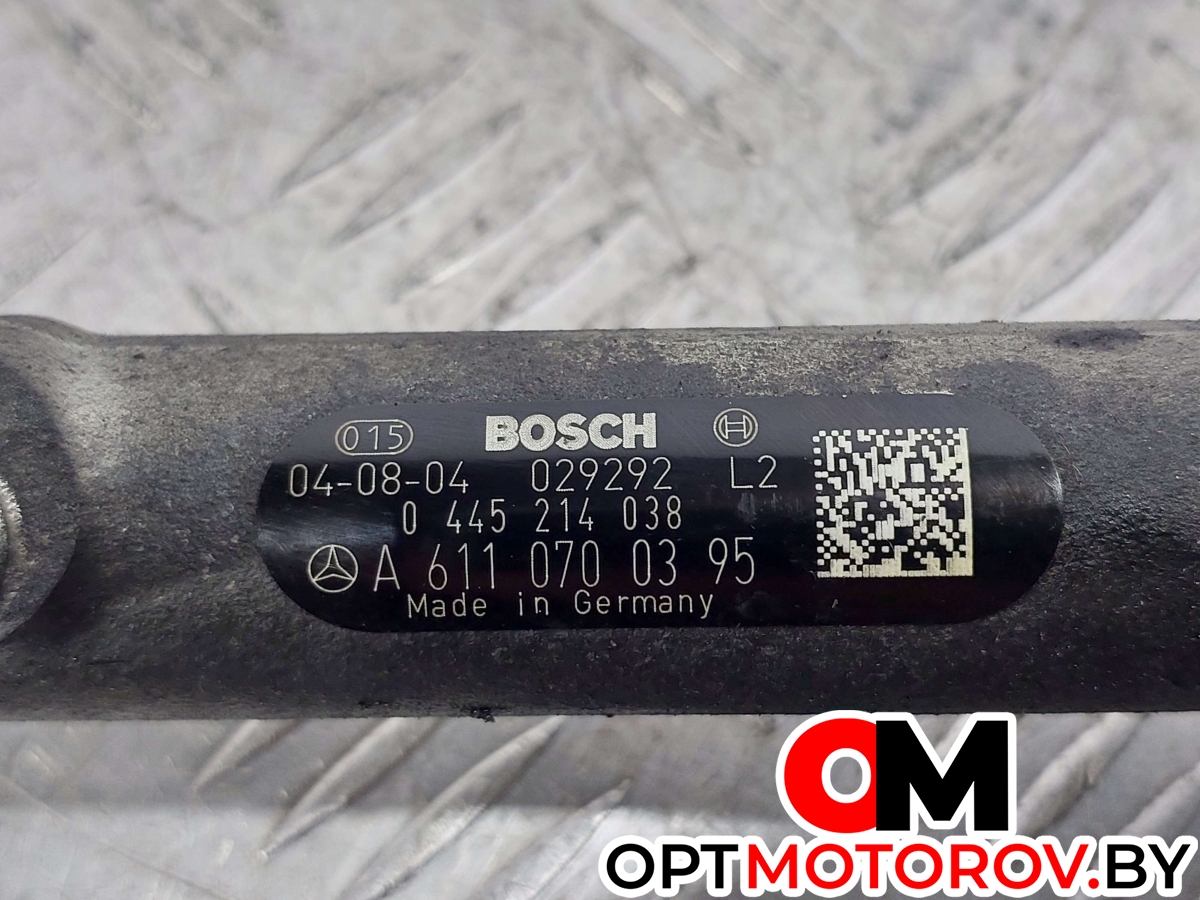 015 BOSCH
04-08-04 029292 L2
0 445 214 038
A 611 070 03 95
Made in Germany
OM
OPTMOTOROV.BY